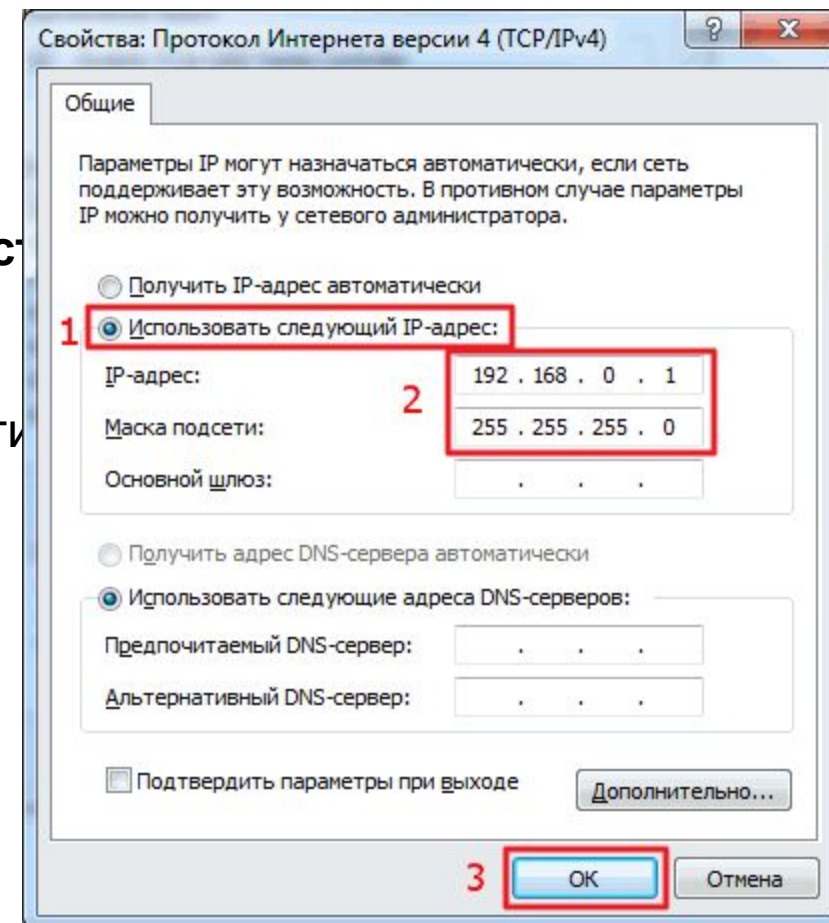 Свойства: Протокол Интернета версии 4 (TCP/IPv4)
Общие
Параметры IP могут назначаться автоматически, если сеть
поддерживает эту возможность. В противном случае параметры
IP можно получить у сетевого администратора.
ст
Получить IP-адрес автоматически
1 Использовать следующий IP-адрес:
IP-адрес: 192 . 168 . 0 . 1
2
ти
Маска подсети: 255 . 255 . 255 . 0
Основной шлюз: . . .
Получить адрес DNS-сервера автоматически
Использовать следующие адреса DNS-серверов:
Предпочитаемый DNS-сервер: . . .
Альтернативный DNS-сервер: . . .
Подтвердить параметры при выходе Дополнительно...
3 ОК Отмена